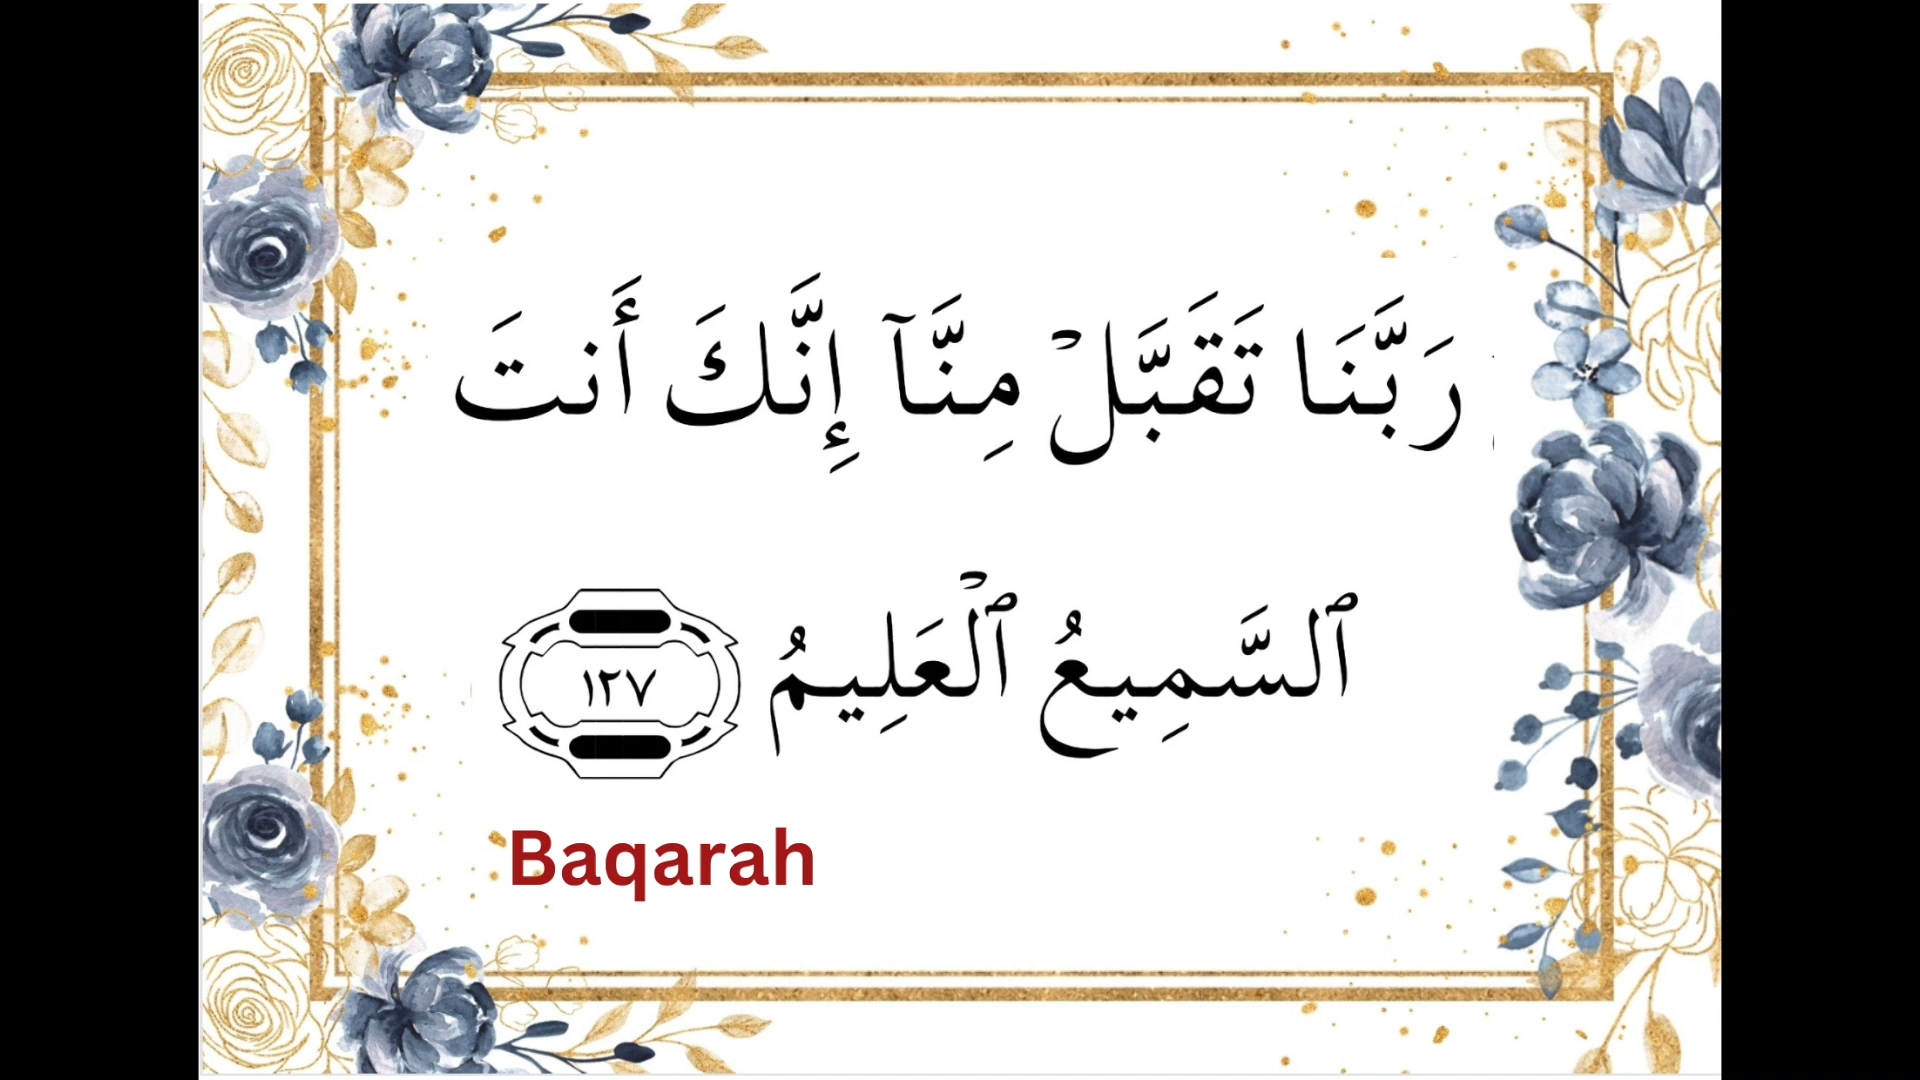 رَبَّنَا تَقَبَّلْ مِنَّآ إِنَّكَ أَنتَ
ٱلسَّمِيعُ ٱلْعَلِيمُ ١٢٧
Baqarah